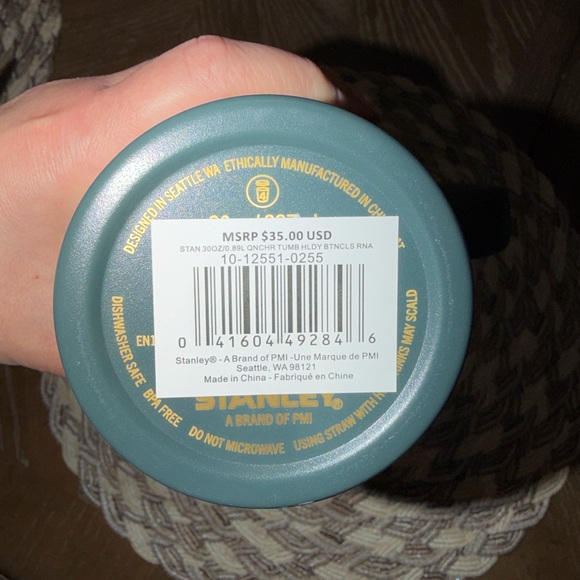 DESIGNED IN SEATTLE WA ETHICALLY MANUFACTURED IN
4
MSRP $35.00 USD
STAN 30OZ/0.89L QNCHR TUMB HLDY BTNCLS RNA
10-12551-0255
0 41604 49284 6
Stanley® - A Brand of PMI -Une Marque de PMI
Seattle, WA 98121
Made in China - Fabriqué en Chine
STANLEY®
A BRAND OF PMI
DISHWASHER SAFE BPA FREE DO NOT MICROWAVE USING STRAW WITH
MAY SCALD